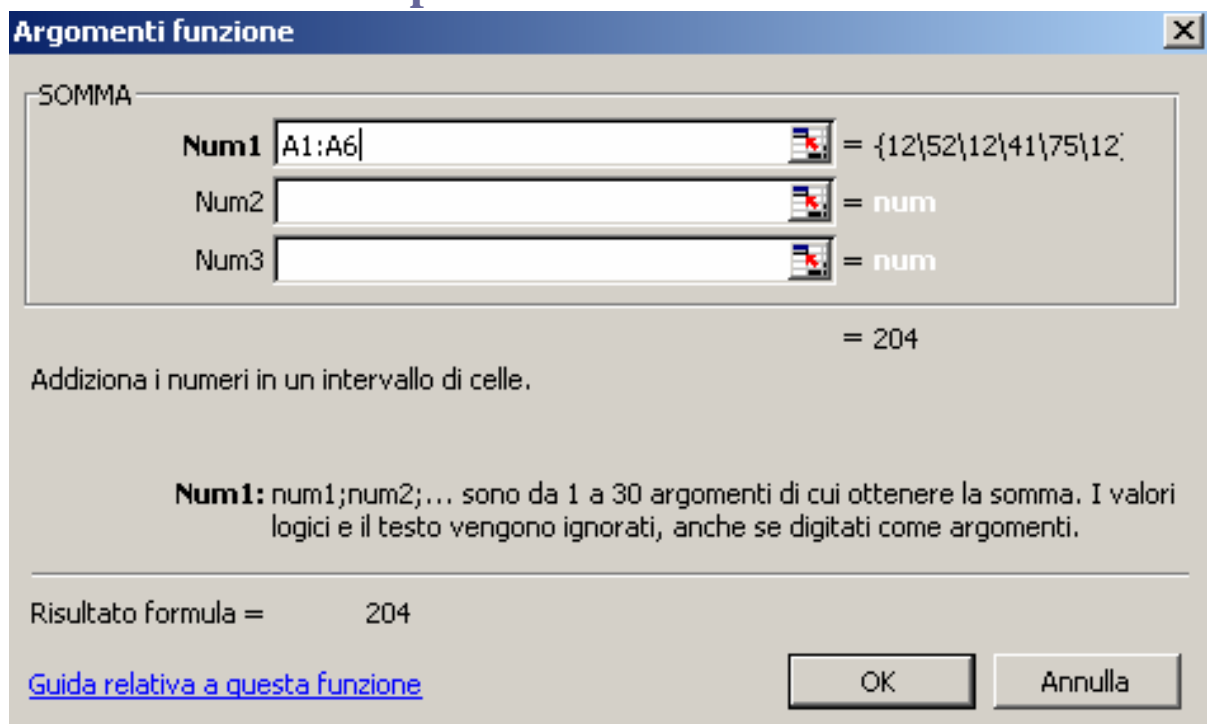 Argomenti funzione
SOMMA
Num1 A1:A6 = {12\52\12\41\75\12}
Num2 = num
Num3 = num
= 204
Addiziona i numeri in un intervallo di celle.
Num1: num1;num2;... sono da 1 a 30 argomenti di cui ottenere la somma. I valori
logici e il testo vengono ignorati, anche se digitati come argomenti.
Risultato formula = 204
Guida relativa a questa funzione OK Annulla